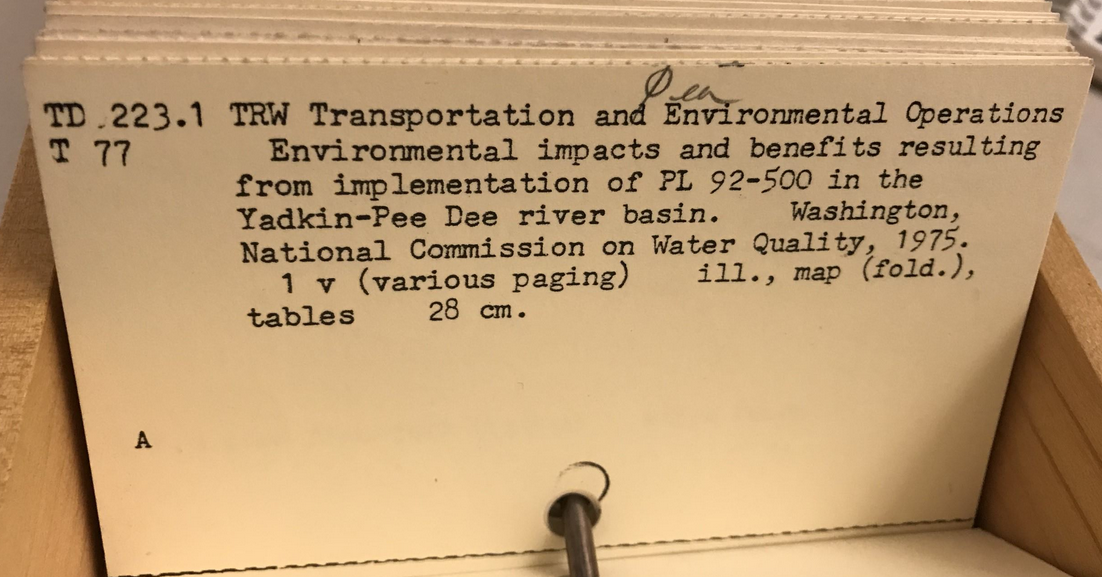 TD 223.1 TRW Transportation and Environmental Operations
T 77 Environmental impacts and benefits resulting
from implementation of PL 92-500 in the
Yadkin-Pee Dee river basin. Washington,
National Commission on Water Quality, 1975.
1 v (various paging) ill., map (fold.),
tables 28 cm.
A